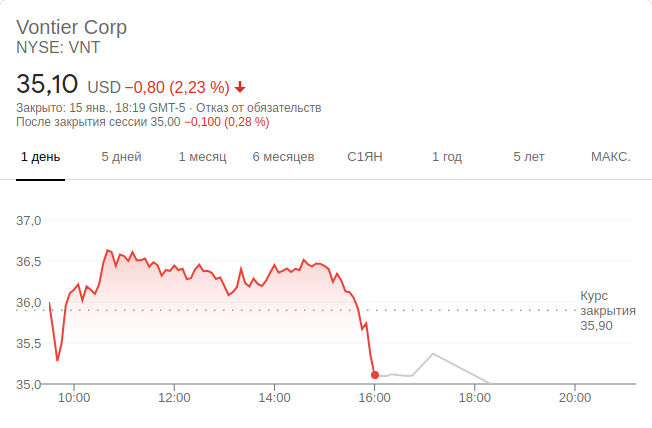 Vontier Corp
NYSE: VNT
35,10 USD −0,80 (2,23 %)
Закрыто: 15 янв., 18:19 GMT-5 · Отказ от обязательств
После закрытия сессии 35,00 −0,100 (0,28 %)
1 день 5 дней 1 месяц 6 месяцев С1ЯН 1 год 5 лет МАКС.
37,0
36,5
36,0
Курс
закрытия
35,90
35,5
35,0
10:00 12:00 14:00 16:00 18:00 20:00